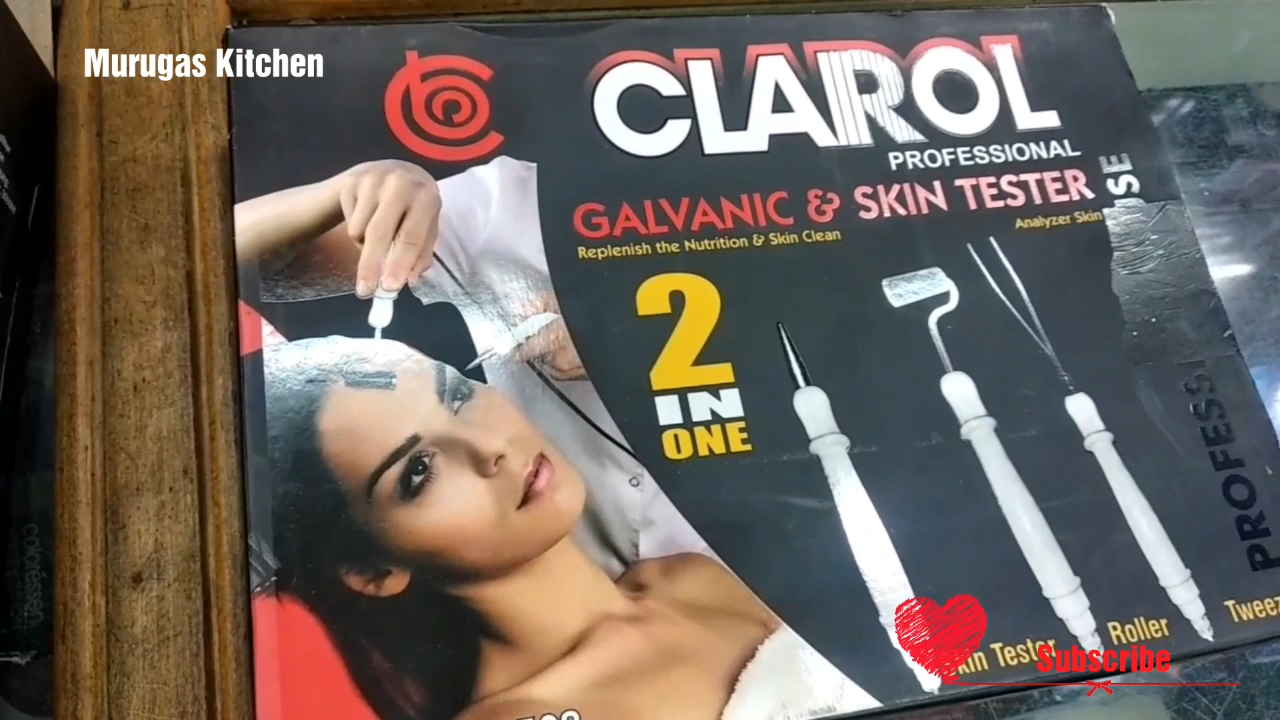 Murugas Kitchen
CLAROL
PROFESSIONAL
GALVANIC & SKIN TESTER
Replenish the Nutrition & Skin Clean
Analyzer Skin
2
IN
ONE
Tester
Roller
Subscribe